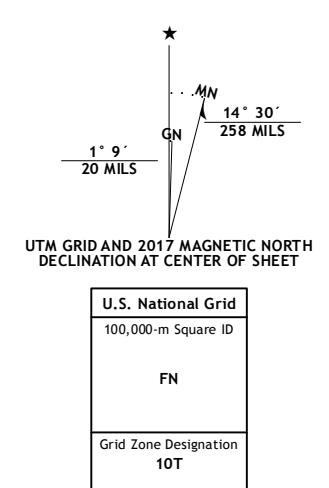 MN
GN
14° 30´
258 MILS
1° 9´
20 MILS
UTM GRID AND 2017 MAGNETIC NORTH
DECLINATION AT CENTER OF SHEET
U.S. National Grid
100,000-m Square ID
FN
Grid Zone Designation
10T